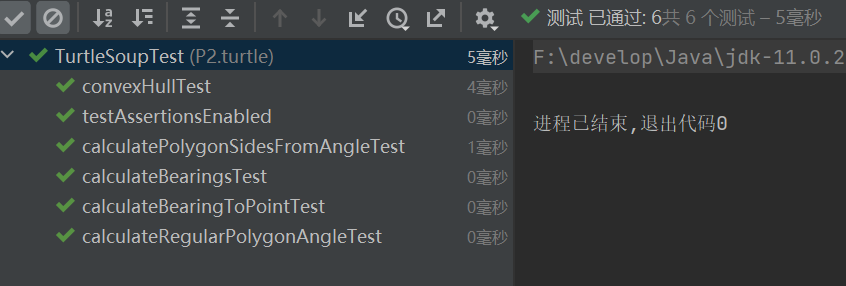 测试 已通过: 6共 6 个测试 – 5毫秒
TurtleSoupTest (P2.turtle) 5毫秒
convexHullTest 4毫秒
testAssertionsEnabled 0毫秒
calculatePolygonSidesFromAngleTest 1毫秒
calculateBearingsTest 0毫秒
calculateBearingToPointTest 0毫秒
calculateRegularPolygonAngleTest 0毫秒
F:\develop\Java\jdk-11.0.2
进程已结束,退出代码0